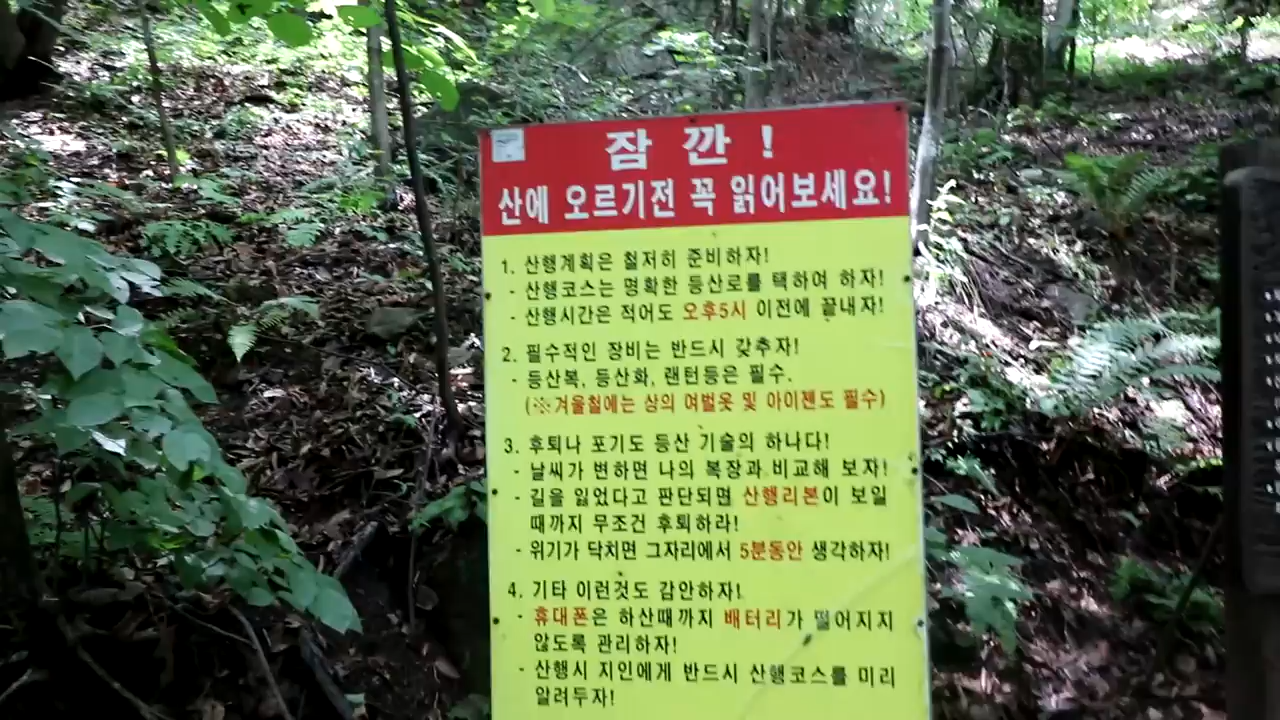 잠 깐 !
산에 오르기전 꼭 읽어보세요!
1. 산행계획은 철저히 준비하자!
- 산행코스는 명확한 등산로를 택하여 하자!
- 산행시간은 적어도 오후5시 이전에 끝내자!
2. 필수적인 장비는 반드시 갖추자!
- 등산복, 등산화, 랜턴등은 필수.
(※겨울철에는 상의 여벌옷 및 아이젠도 필수)
3. 후퇴나 포기도 등산 기술의 하나다!
- 날씨가 변하면 나의 복장과 비교해 보자!
- 길을 잃었다고 판단되면 산행리본이 보일
때까지 무조건 후퇴하라!
- 위기가 닥치면 그자리에서 5분동안 생각하자!
4. 기타 이런것도 감안하자!
- 휴대폰은 하산때까지 배터리가 떨어지지
않도록 관리하자!
- 산행시 지인에게 반드시 산행코스를 미리
알려두자!